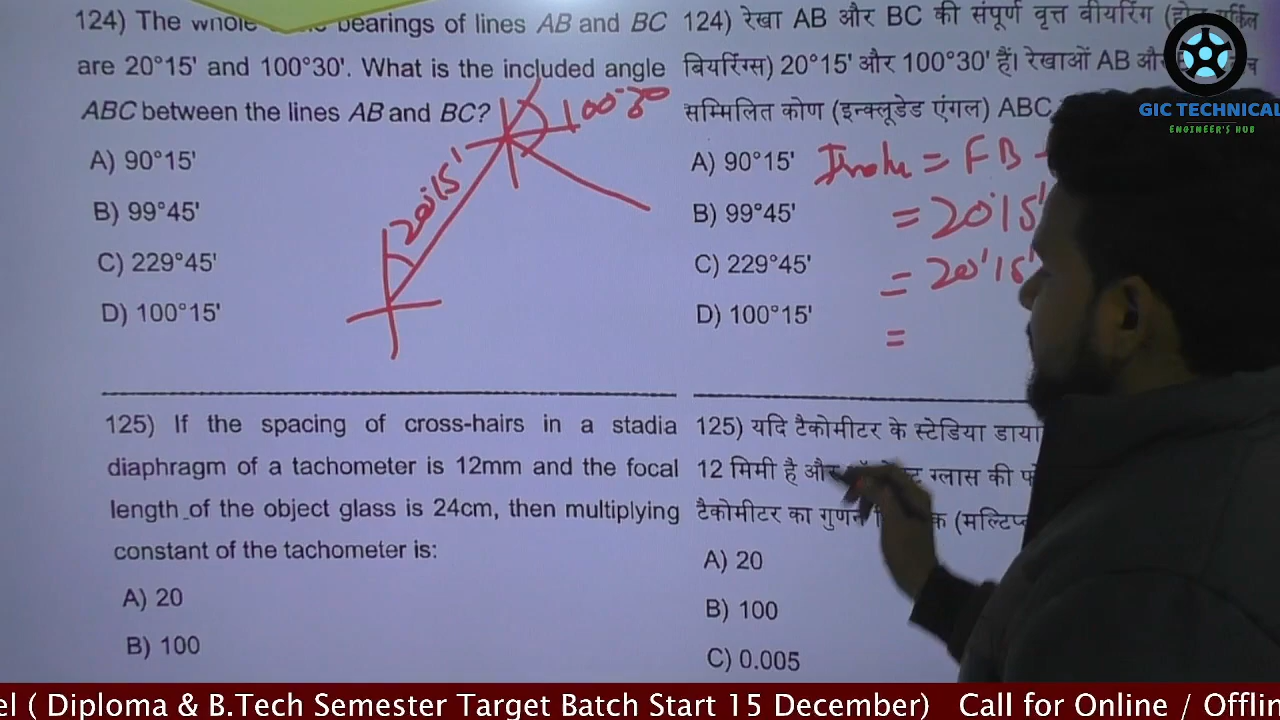 124) The whole bearings of lines AB and BC
are 20°15' and 100°30'. What is the included angle
ABC between the lines AB and BC?
A) 90°15'
B) 99°45'
C) 229°45'
D) 100°15'
20°15'
100°30
125) If the spacing of cross-hairs in a stadia
diaphragm of a tachometer is 12mm and the focal
length of the object glass is 24cm, then multiplying
constant of the tachometer is:
A) 20
B) 100
124) रेखा AB और BC की संपूर्ण वृत्त वीयरिंग
बियरिंग्स) 20°15' और 100°30' हैं। रेखाओं AB
सम्मिलित कोण (इन्क्लूडेड एंगल) ABC
A) 90°15'
B) 99°45'
C) 229°45'
D) 100°15'
= FB -
= 20°15'
= 20°15'
=
125) यदि टैकोमीटर के स्टेडिया
12 मिमी है और ग्लास की
टैकोमीटर का
A) 20
B) 100
C) 0.005
GIC TECHNICAL
ENGINEER'S HUB
el ( Diploma & B.Tech Semester Target Batch Start 15 December) Call for Online / Offlin